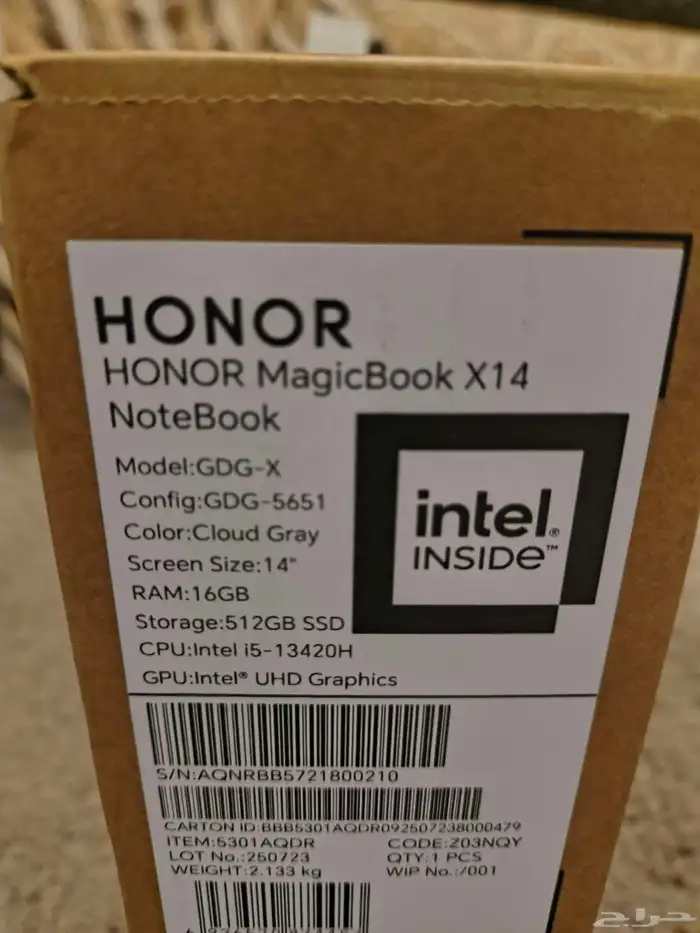 HONOR
HONOR MagicBook X14
NoteBook
Model:GDG-X
Config:GDG-5651
Color:Cloud Gray
Screen Size:14"
RAM:16GB
Storage:512GB SSD
CPU:Intel i5-13420H
GPU:Intel® UHD Graphics
intel®
INSIDe™
S/N:AQNRBB5721800210
CARTON ID:BBB5301AQDR092507238000479
ITEM:5301AQDR CODE:Z03NQY
LOT No.:250723 QTY:1 PCS
WEIGHT:2.133 kg WIP No.:/001
حراج